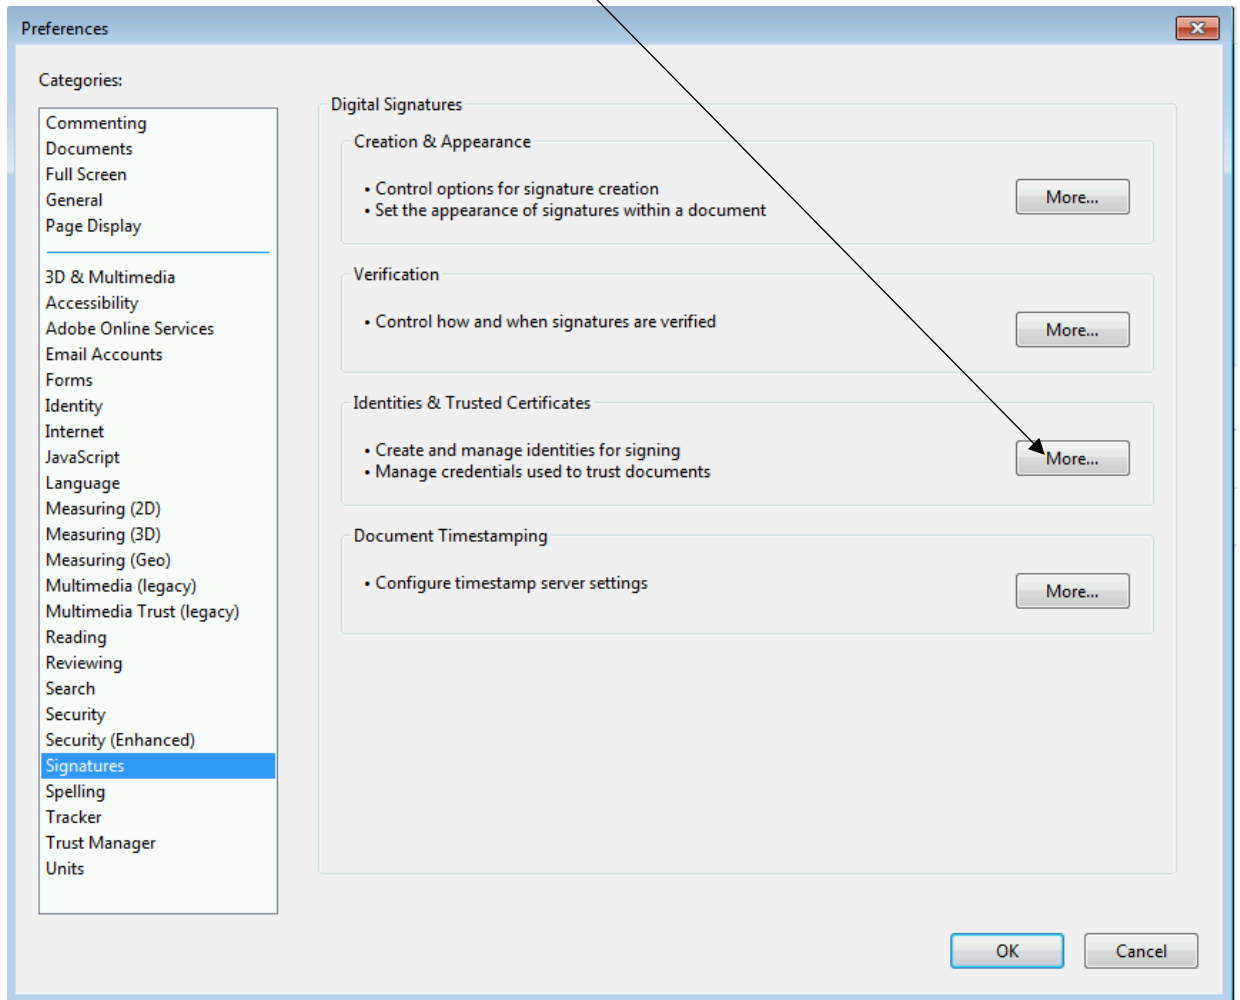 Preferences
Categories:
Commenting
Documents
Full Screen
General
Page Display
3D & Multimedia
Accessibility
Adobe Online Services
Email Accounts
Forms
Identity
Internet
JavaScript
Language
Measuring (2D)
Measuring (3D)
Measuring (Geo)
Multimedia (legacy)
Multimedia Trust (legacy)
Reading
Reviewing
Search
Security
Security (Enhanced)
Signatures
Spelling
Tracker
Trust Manager
Units
Digital Signatures
Creation & Appearance
• Control options for signature creation
• Set the appearance of signatures within a document
More...
Verification
• Control how and when signatures are verified
More...
Identities & Trusted Certificates
• Create and manage identities for signing
• Manage credentials used to trust documents
More...
Document Timestamping
• Configure timestamp server settings
More...
OK
Cancel